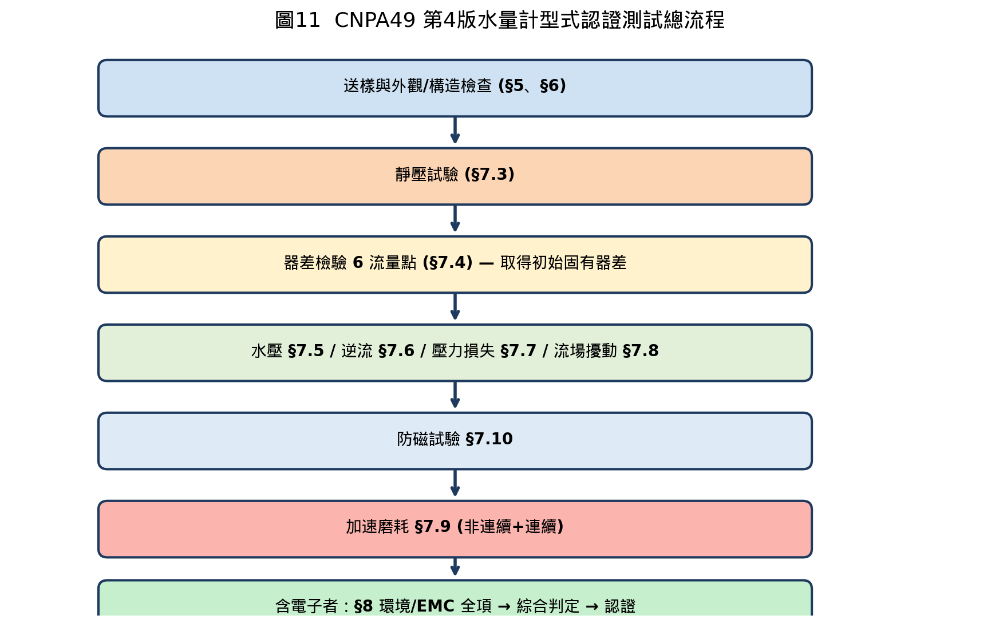 圖11 CNPA49 第4版水量計型式認證測試總流程
送樣與外觀/構造檢查 (§5、§6)
靜壓試驗 (§7.3)
器差檢驗 6 流量點 (§7.4) — 取得初始固有器差
水壓 §7.5 / 逆流 §7.6 / 壓力損失 §7.7 / 流場擾動 §7.8
防磁試驗 §7.10
加速磨耗 §7.9 (非連續+連續)
含電子者：§8 環境/EMC 全項 → 綜合判定 → 認證